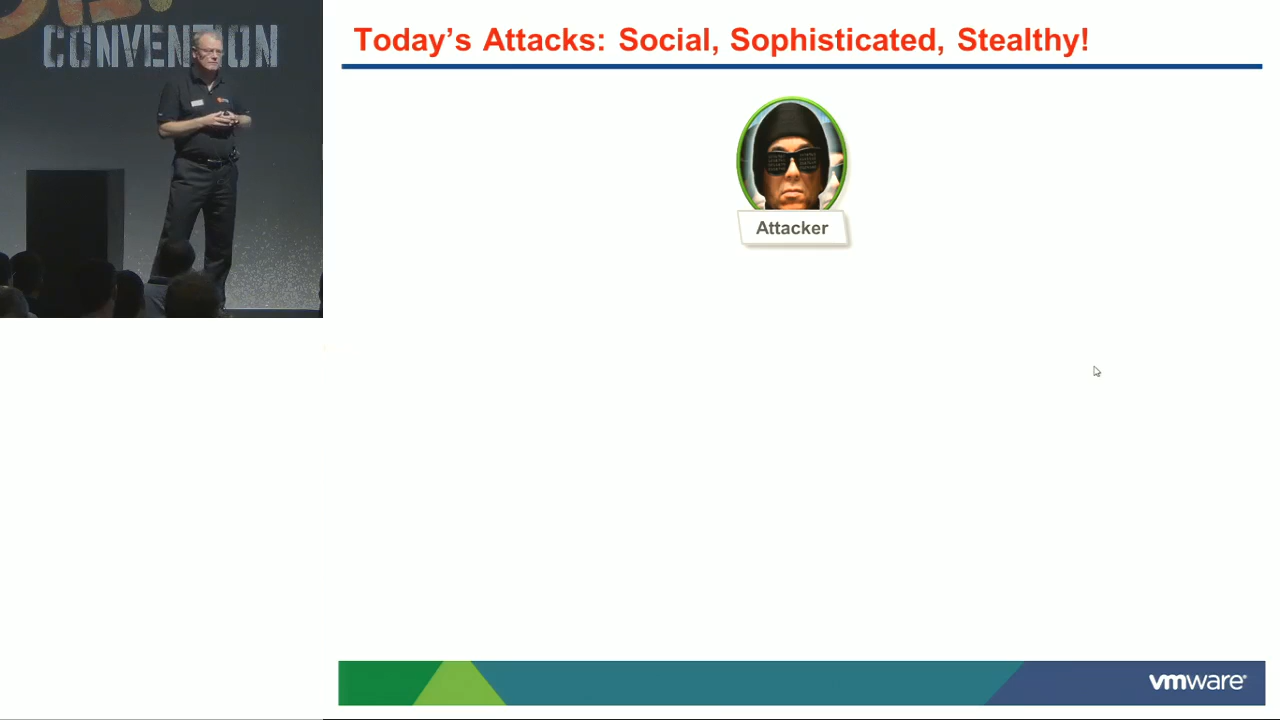 CONVENTION
Today's Attacks: Social, Sophisticated, Stealthy!
Attacker
vmware